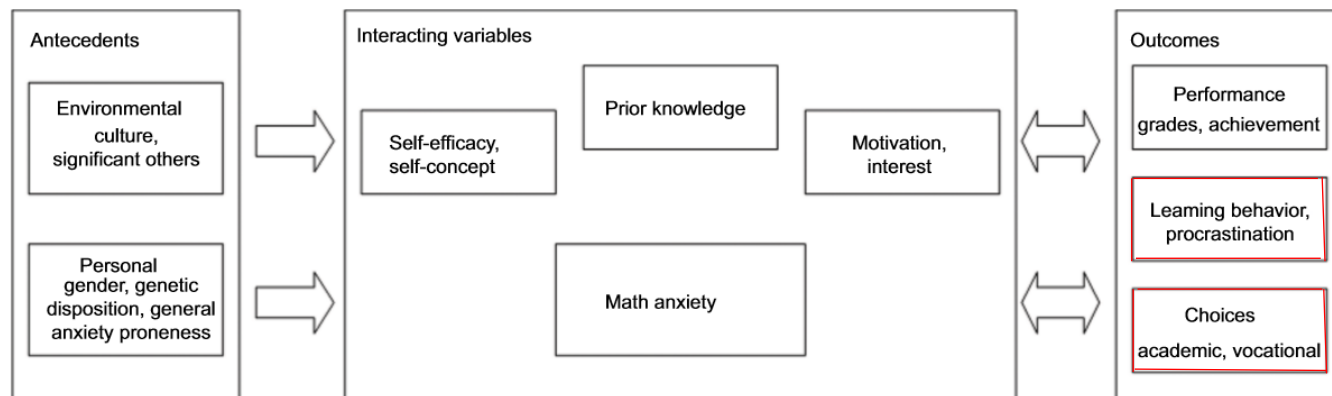 Antecedents
Environmental
culture,
significant others
Personal
gender, genetic
disposition, general
anxiety proneness
Interacting variables
Self-efficacy,
self-concept
Prior knowledge
Motivation,
interest
Math anxiety
Outcomes
Performance
grades, achievement
Learning behavior,
procrastination
Choices
academic, vocational